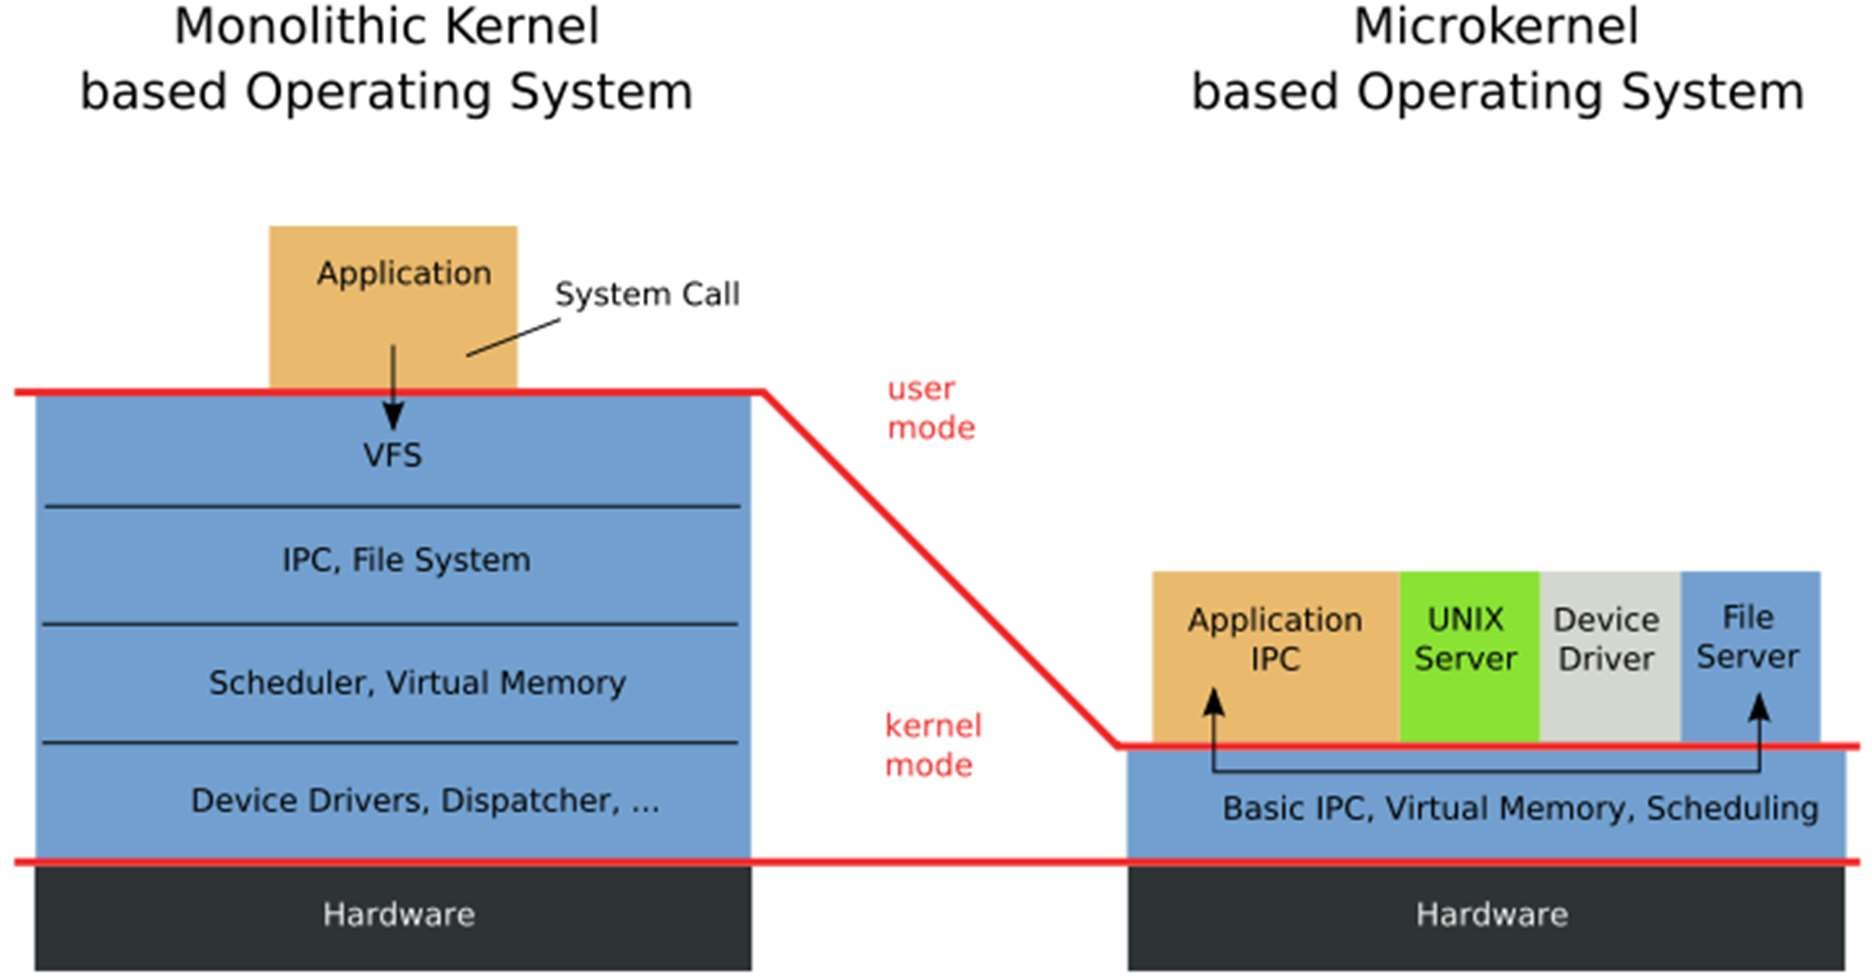 Monolithic Kernel
based Operating System
Application
System Call
VFS
IPC, File System
Scheduler, Virtual Memory
Device Drivers, Dispatcher, ...
Hardware
user
mode
kernel
mode
Microkernel
based Operating System
Application
IPC
UNIX
Server
Device
Driver
File
Server
Basic IPC, Virtual Memory, Scheduling
Hardware